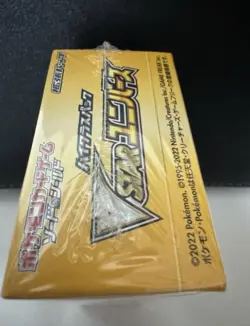 拡張パック
ポケモンカードゲーム
ソード&シールド
ハイクラスパック
VSTARユニバース
©2022 Pokémon. ©1995-2022 Nintendo/Creatures Inc./GAME FREAK inc.
ポケモン・Pokémonは任天堂・クリーチャーズ・ゲームフリークの登録商標です。